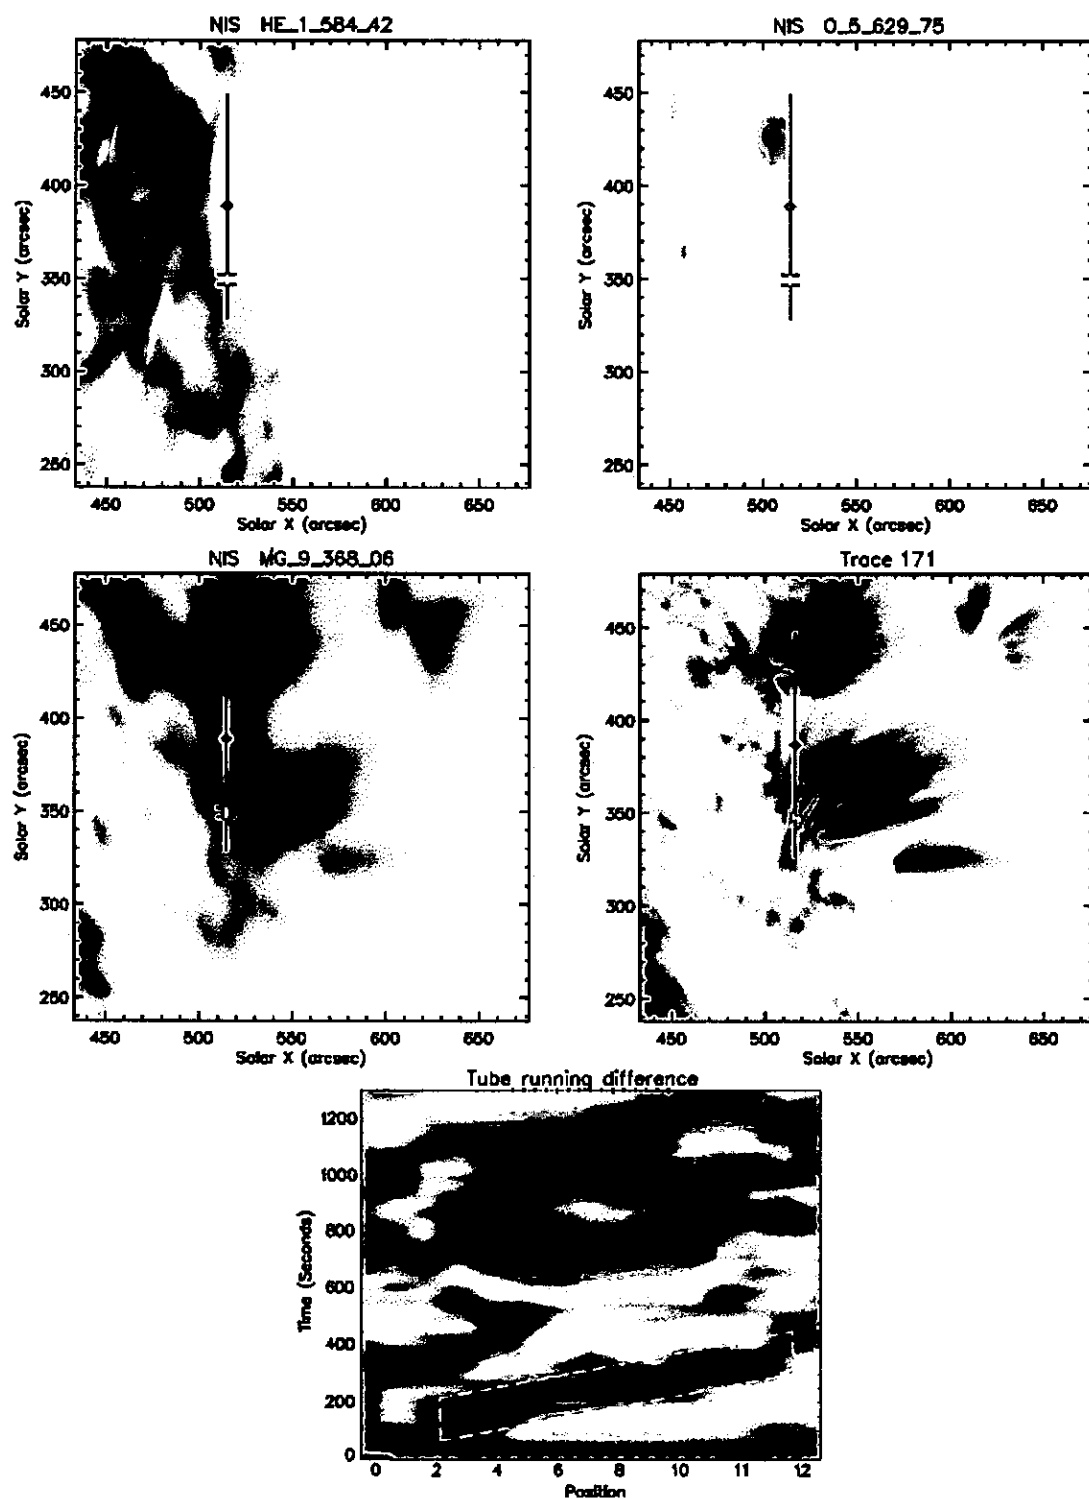 NIS HE_1_584_42
NIS O_5_629_75
450
400
350
300
250
Solar Y (arcsec)
450 500 550 600 650
Solar X (arcsec)
450
400
350
300
250
Solar Y (arcsec)
450 500 550 600 650
Solar X (arcsec)
NIS MG_9_368_06
Trace 171
450
400
350
300
250
Solar Y (arcsec)
450 500 550 600 650
Solar X (arcsec)
450
400
350
300
250
Solar Y (arcsec)
450 500 550 600 650
Solar X (arcsec)
Tube running difference
1200
1000
800
600
400
200
0
Time (Seconds)
0 2 4 6 8 10 11 12
Position